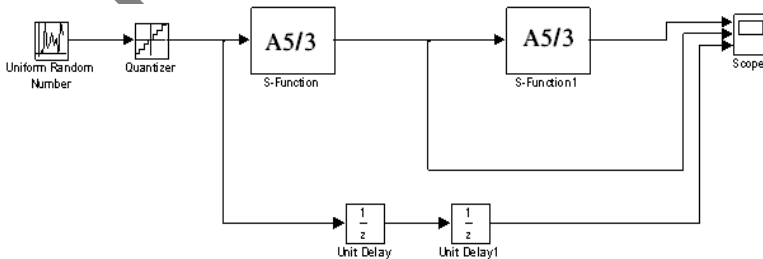 A5/3
A5/3
Uniform Random
Number
Quantizer
S-Function
S-Function1
Scope
1
z
1
z
Unit Delay
Unit Delay1